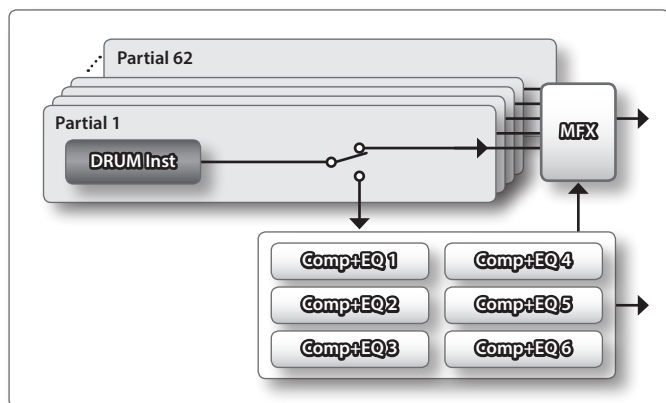 Partial 62
Partial 1
DRUM Inst
MFX
Comp+EQ 1
Comp+EQ 4
Comp+EQ 2
Comp+EQ 5
Comp+EQ 3
Comp+EQ 6